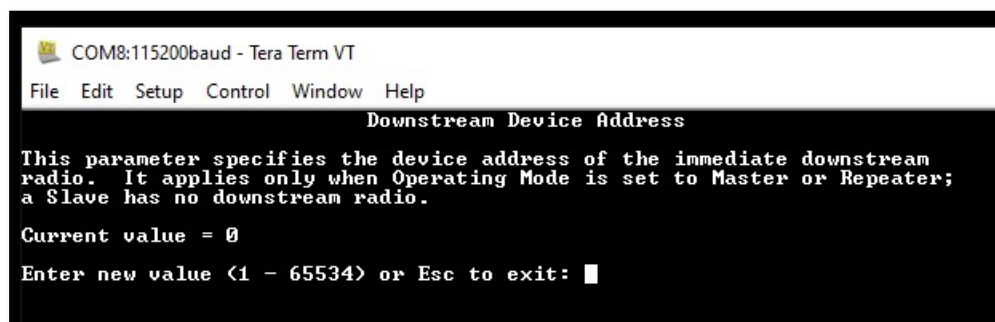 COM8:115200baud - Tera Term VT
File Edit Setup Control Window Help
Downstream Device Address
This parameter specifies the device address of the immediate downstream
radio. It applies only when Operating Mode is set to Master or Repeater;
a Slave has no downstream radio.
Current value = 0
Enter new value (1 - 65534) or Esc to exit: